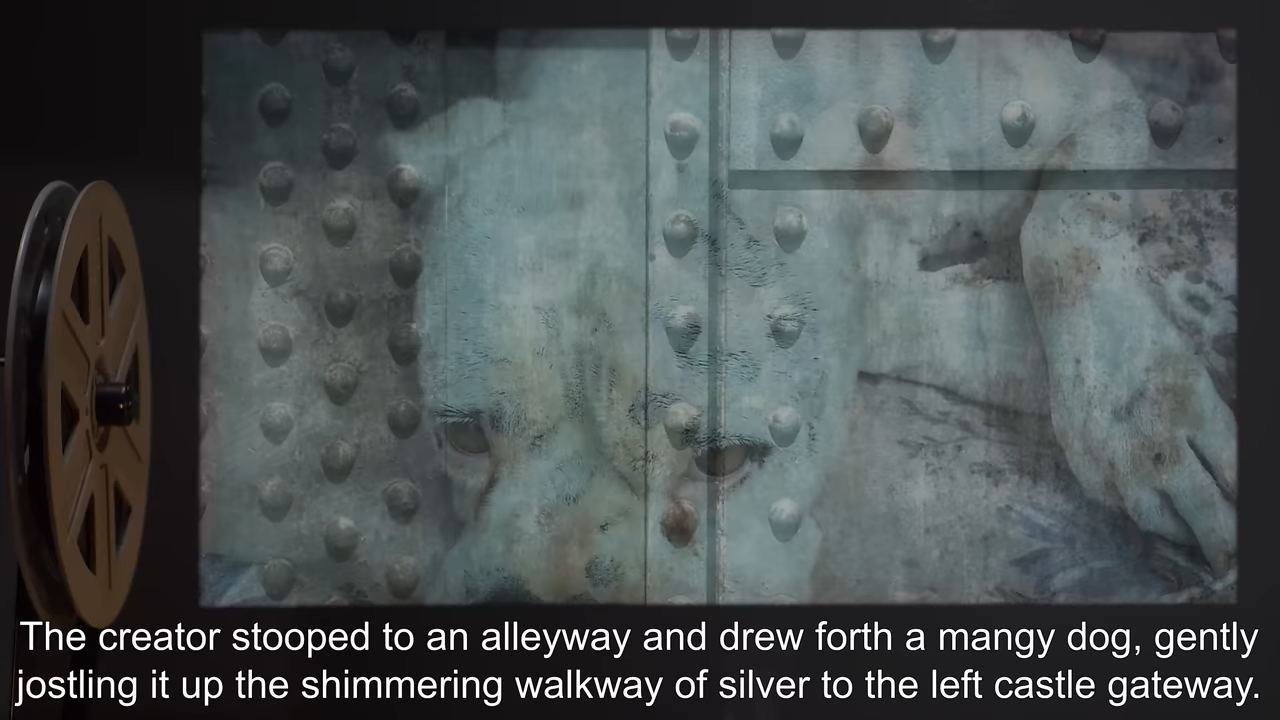 The creator stooped to an alleyway and drew forth a mangy dog, gently
jostling it up the shimmering walkway of silver to the left castle gateway.